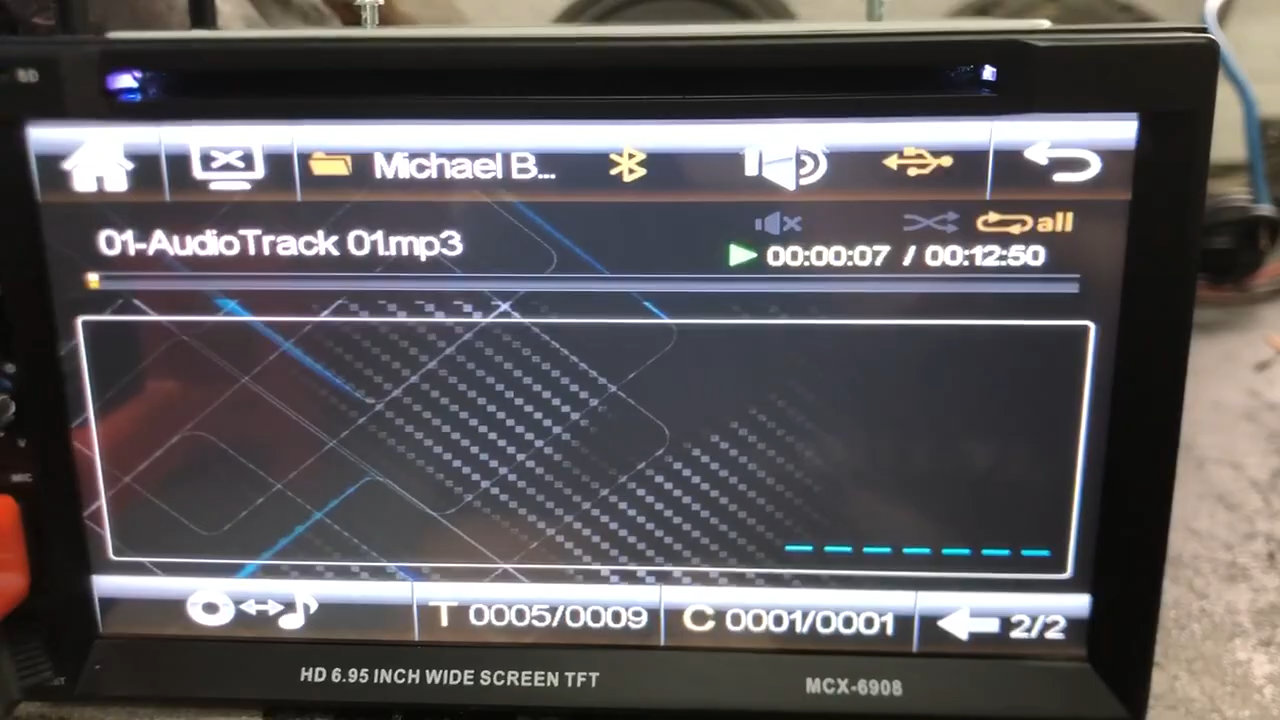 Michael B...
all
01-AudioTrack 01.mp3
00:00:07 / 00:12:50
T 0005/0009
C 0001/0001
2/2
HD 6.95 INCH WIDE SCREEN TFT
MCX-6908